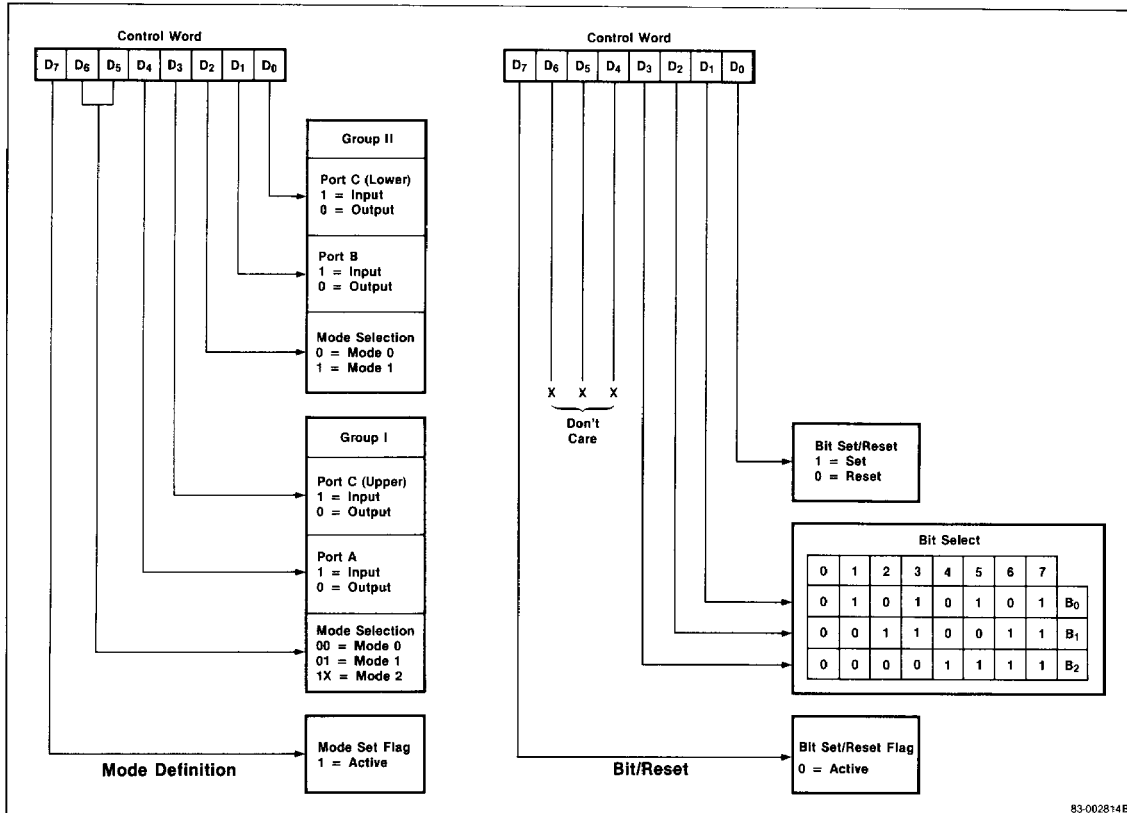 Control Word
D7 D6 D5 D4 D3 D2 D1 D0
Group II
Port C (Lower)
1 = Input
0 = Output
Port B
1 = Input
0 = Output
Mode Selection
0 = Mode 0
1 = Mode 1
Group I
Port C (Upper)
1 = Input
0 = Output
Port A
1 = Input
0 = Output
Mode Selection
00 = Mode 0
01 = Mode 1
1X = Mode 2
Mode Set Flag
1 = Active
Mode Definition
Control Word
D7 D6 D5 D4 D3 D2 D1 D0
X X X
Don't
Care
Bit Set/Reset
1 = Set
0 = Reset
Bit Select
0 1 2 3 4 5 6 7
0 1 0 1 0 1 0 1 B0
0 0 1 1 0 0 1 1 B1
0 0 0 0 1 1 1 1 B2
Bit Set/Reset Flag
0 = Active
Bit/Reset
83-002814B